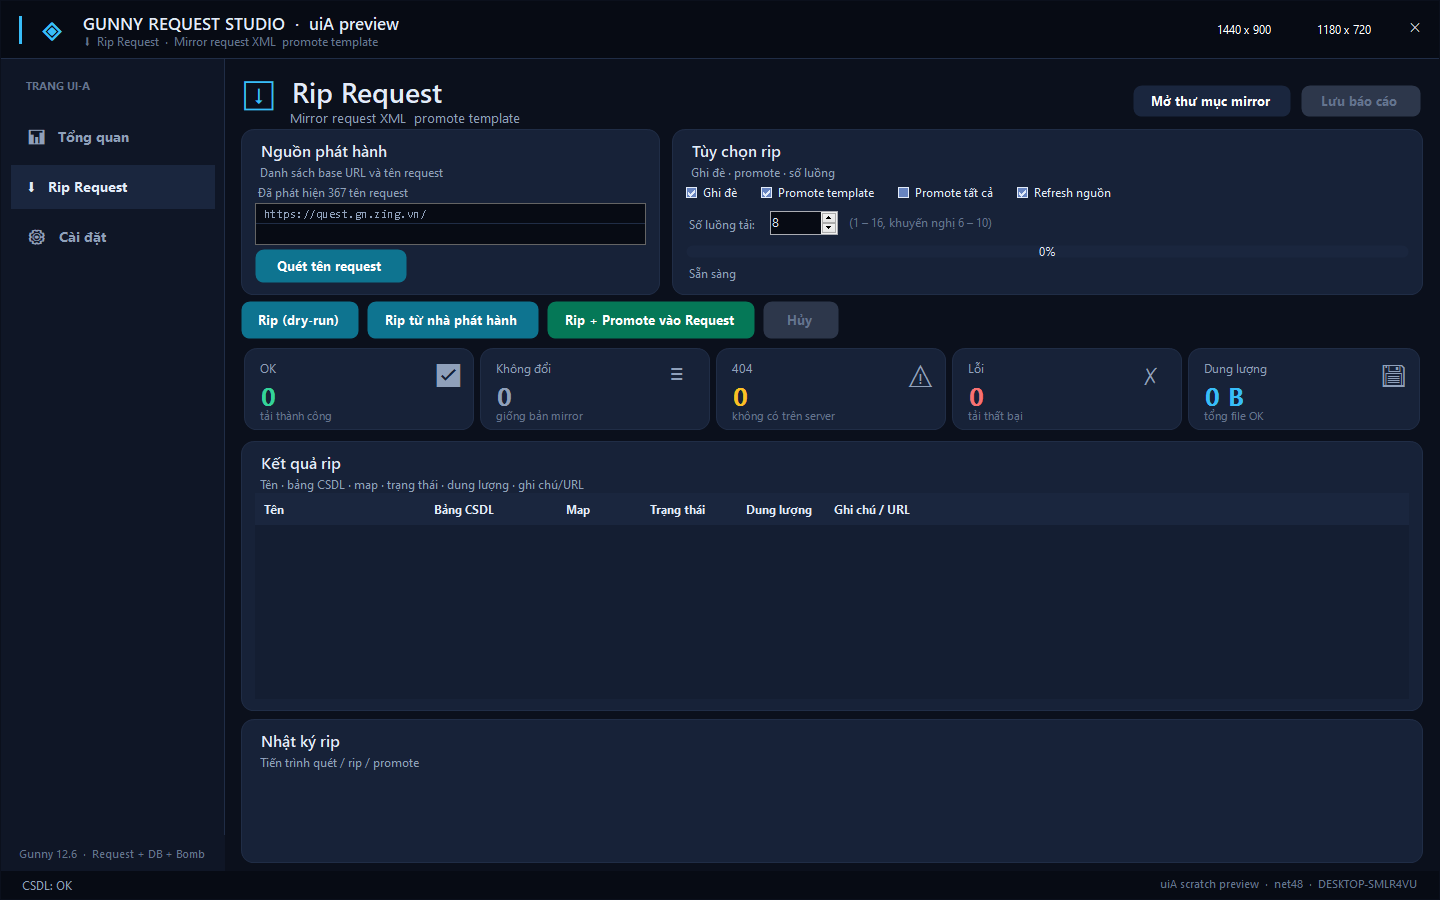 GUNNY REQUEST STUDIO · uiA preview
Rip Request · Mirror request XML promote template
1440 x 900
1180 x 720
TRANG UI-A
Tổng quan
Rip Request
Cài đặt
Rip Request
Mirror request XML promote template
Mở thư mục mirror
Lưu báo cáo
Nguồn phát hành
Danh sách base URL và tên request
Đã phát hiện 367 tên request
https://quest.gn.zing.vn/
Quét tên request
Tùy chọn rip
Ghi đè · promote · số luồng
Ghi đè
Promote template
Promote tất cả
Refresh nguồn
Số luồng tải:
8
(1 – 16, khuyến nghị 6 – 10)
0%
Sẵn sàng
Rip (dry-run)
Rip từ nhà phát hành
Rip + Promote vào Request
Hủy
OK
0
tải thành công
Không đổi
0
giống bản mirror
404
0
không có trên server
Lỗi
0
tải thất bại
Dung lượng
0 B
tổng file OK
Kết quả rip
Tên · bảng CSDL · map · trạng thái · dung lượng · ghi chú/URL
Tên
Bảng CSDL
Map
Trạng thái
Dung lượng
Ghi chú / URL
Nhật ký rip
Tiến trình quét / rip / promote
Gunny 12.6 · Request + DB + Bomb
CSDL: OK
uiA scratch preview · net48 · DESKTOP-SMLR4VU